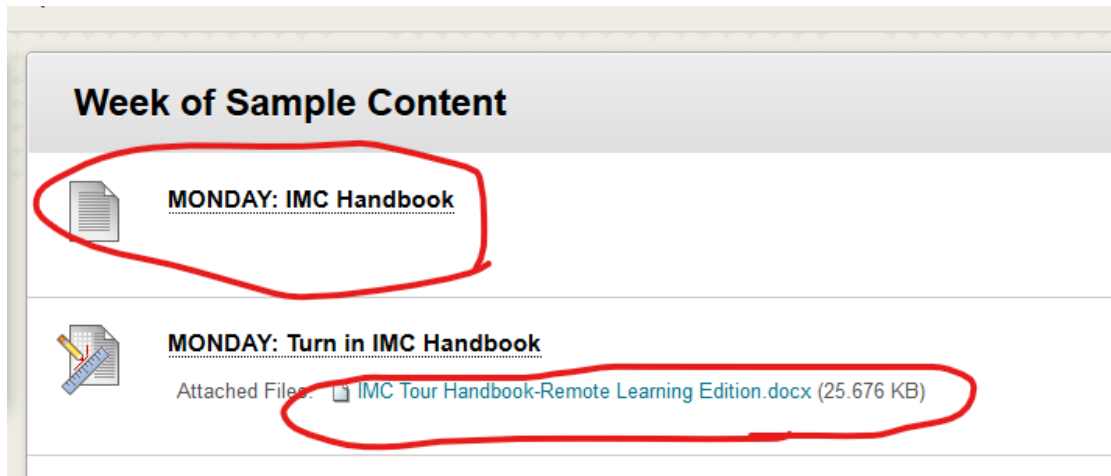 Week of Sample Content
MONDAY: IMC Handbook
MONDAY: Turn in IMC Handbook
Attached Files: IMC Tour Handbook-Remote Learning Edition.docx (25.676 KB)